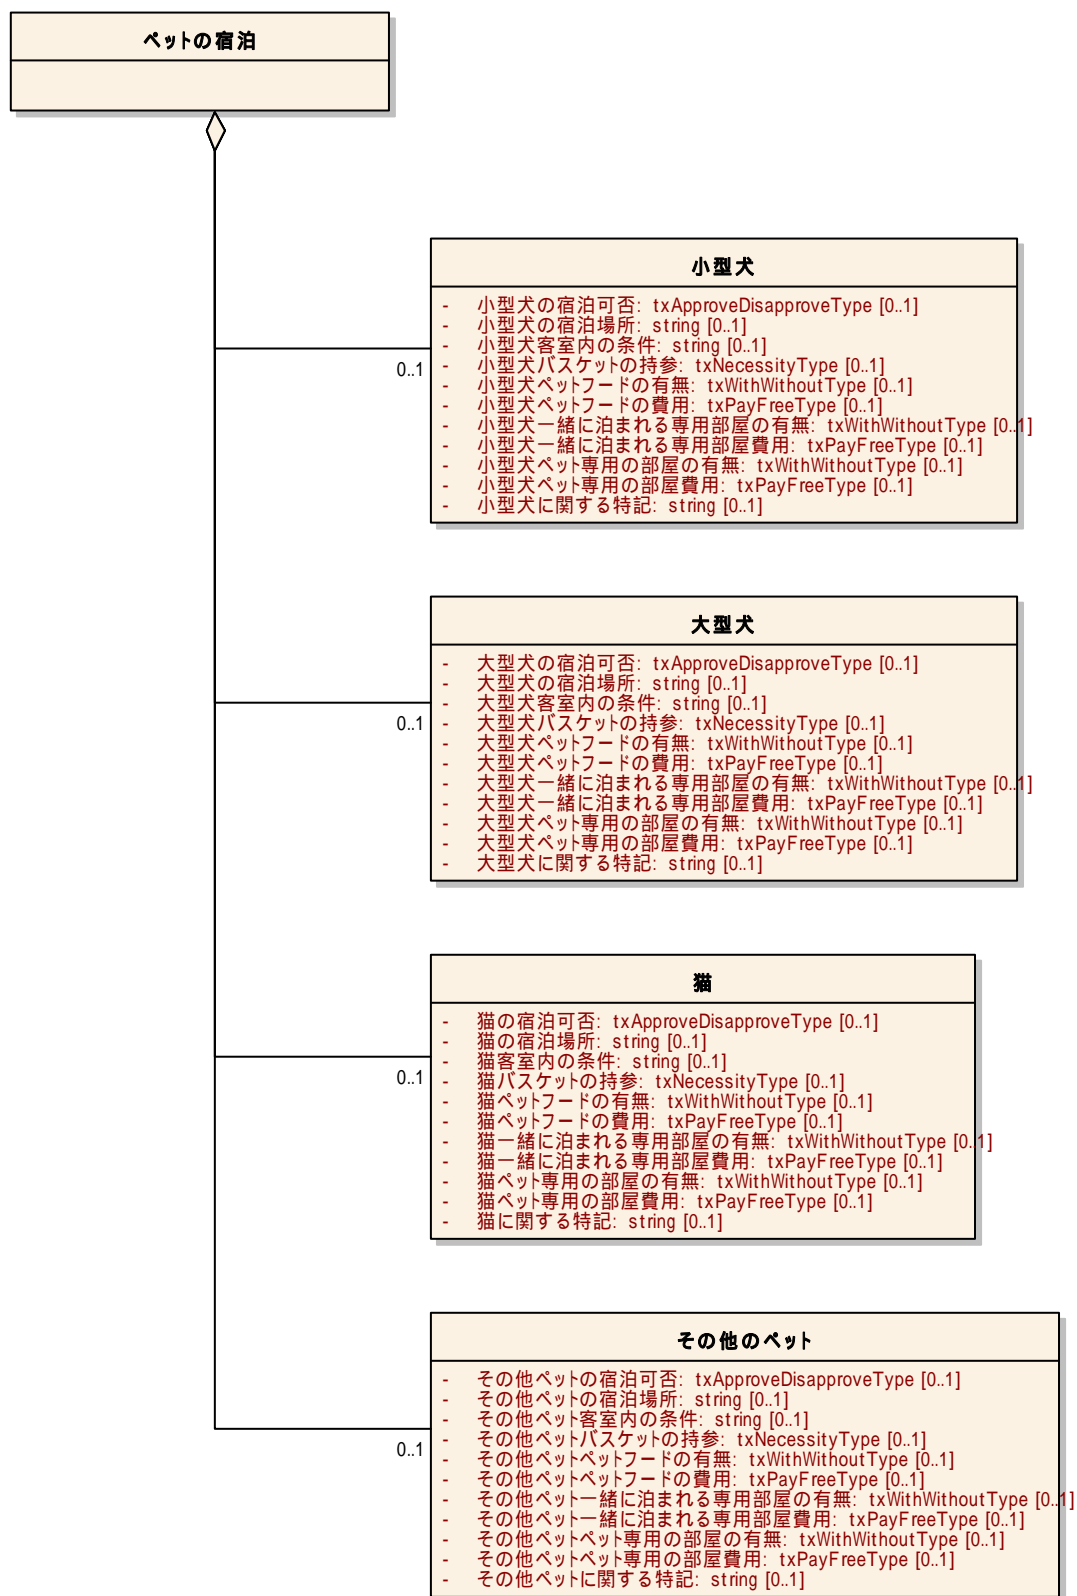 ペットの宿泊
小型犬
- 小型犬の宿泊可否: txApproveDisapproveType [0..1]
- 小型犬の宿泊場所: string [0..1]
- 小型犬客室内の条件: string [0..1]
- 小型犬バスケットの持参: txNecessityType [0..1]
- 小型犬ペットフードの有無: txWithWithoutType [0..1]
- 小型犬ペットフードの費用: txPayFreeType [0..1]
- 小型犬一緒に泊まれる専用部屋の有無: txWithWithoutType [0..1]
- 小型犬一緒に泊まれる専用部屋費用: txPayFreeType [0..1]
- 小型犬ペット専用の部屋の有無: txWithWithoutType [0..1]
- 小型犬ペット専用の部屋費用: txPayFreeType [0..1]
- 小型犬に関する特記: string [0..1]
0..1
大型犬
- 大型犬の宿泊可否: txApproveDisapproveType [0..1]
- 大型犬の宿泊場所: string [0..1]
- 大型犬客室内の条件: string [0..1]
- 大型犬バスケットの持参: txNecessityType [0..1]
- 大型犬ペットフードの有無: txWithWithoutType [0..1]
- 大型犬ペットフードの費用: txPayFreeType [0..1]
- 大型犬一緒に泊まれる専用部屋の有無: txWithWithoutType [0..1]
- 大型犬一緒に泊まれる専用部屋費用: txPayFreeType [0..1]
- 大型犬ペット専用の部屋の有無: txWithWithoutType [0..1]
- 大型犬ペット専用の部屋費用: txPayFreeType [0..1]
- 大型犬に関する特記: string [0..1]
0..1
猫
- 猫の宿泊可否: txApproveDisapproveType [0..1]
- 猫の宿泊場所: string [0..1]
- 猫客室内の条件: string [0..1]
- 猫バスケットの持参: txNecessityType [0..1]
- 猫ペットフードの有無: txWithWithoutType [0..1]
- 猫ペットフードの費用: txPayFreeType [0..1]
- 猫一緒に泊まれる専用部屋の有無: txWithWithoutType [0..1]
- 猫一緒に泊まれる専用部屋費用: txPayFreeType [0..1]
- 猫ペット専用の部屋の有無: txWithWithoutType [0..1]
- 猫ペット専用の部屋費用: txPayFreeType [0..1]
- 猫に関する特記: string [0..1]
0..1
その他のペット
- その他ペットの宿泊可否: txApproveDisapproveType [0..1]
- その他ペットの宿泊場所: string [0..1]
- その他ペット客室内の条件: string [0..1]
- その他ペットバスケットの持参: txNecessityType [0..1]
- その他ペットペットフードの有無: txWithWithoutType [0..1]
- その他ペットペットフードの費用: txPayFreeType [0..1]
- その他ペット一緒に泊まれる専用部屋の有無: txWithWithoutType [0..1]
- その他ペット一緒に泊まれる専用部屋費用: txPayFreeType [0..1]
- その他ペットペット専用の部屋の有無: txWithWithoutType [0..1]
- その他ペットペット専用の部屋費用: txPayFreeType [0..1]
- その他ペットに関する特記: string [0..1]
0..1